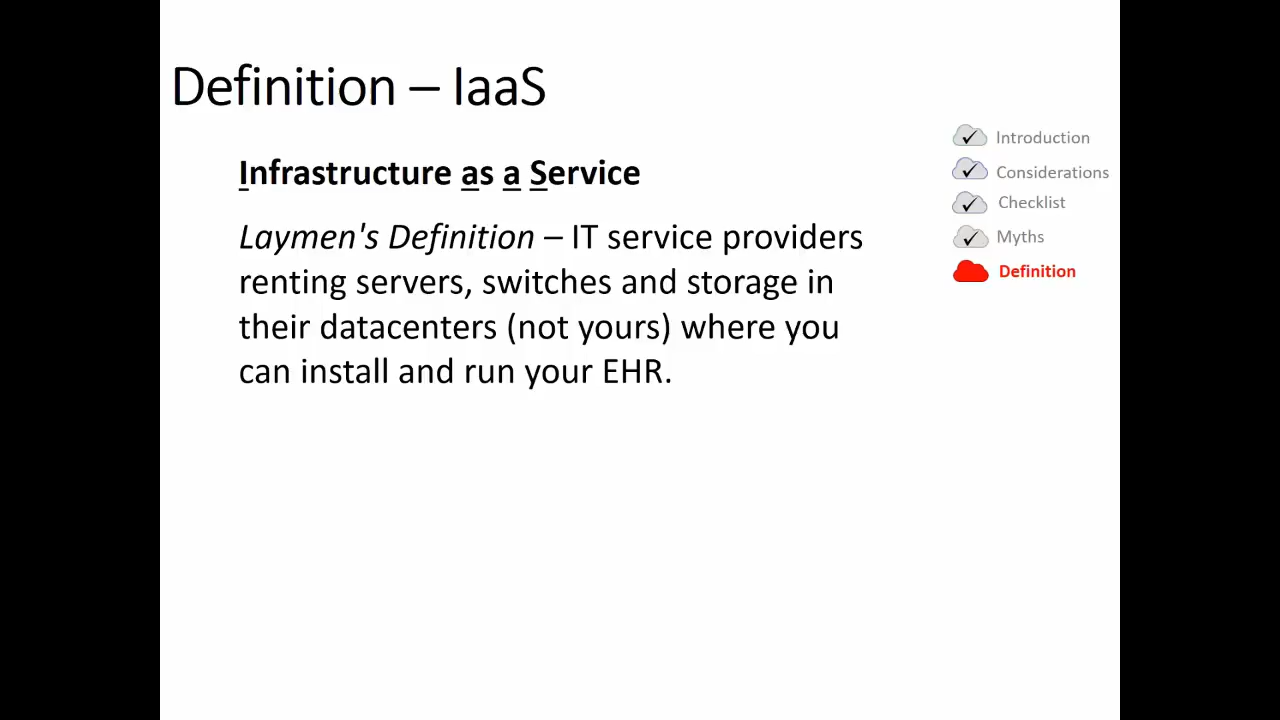 Definition – IaaS
Infrastructure as a Service
Laymen's Definition – IT service providers
renting servers, switches and storage in
their datacenters (not yours) where you
can install and run your EHR.
Introduction
Considerations
Checklist
Myths
Definition